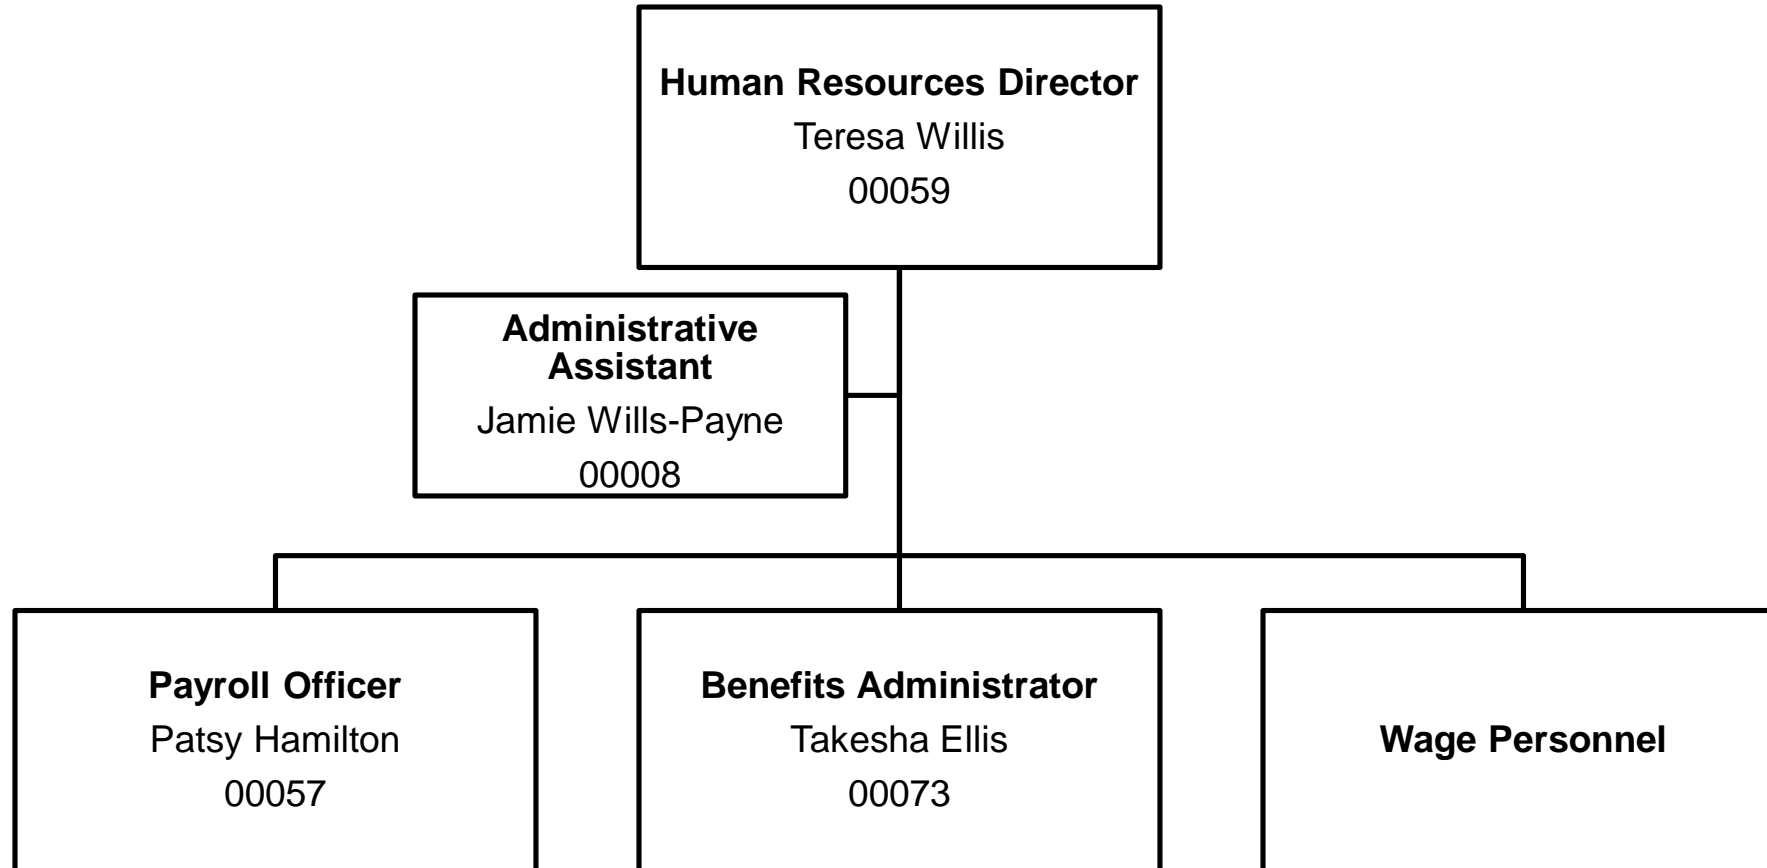 Human Resources Director
Teresa Willis
00059
Administrative
Assistant
Jamie Wills-Payne
00008
Payroll Officer
Patsy Hamilton
00057
Benefits Administrator
Takesha Ellis
00073
Wage Personnel